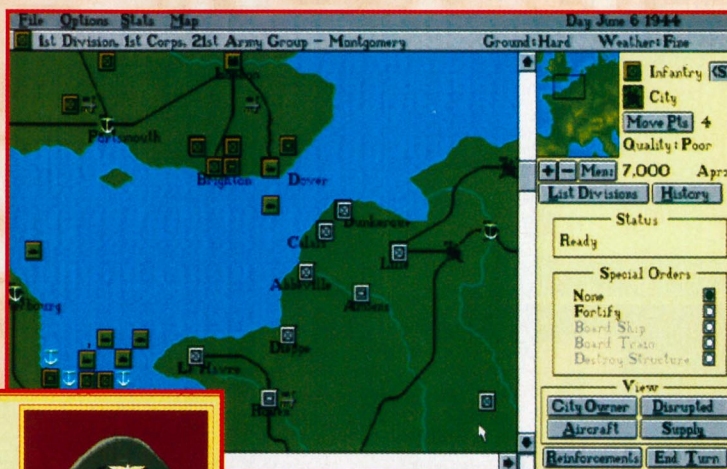 File Options Stats Map Day June 6 1944
1st Division, 1st Corps, 21st Army Group - Montgomery Ground: Hard Weather: Fine
Infantry
City
Move Pts 4
Quality: Poor
+ - Men: 7,000
List Divisions History
Status
Ready
Special Orders
None
Fortify
Board Ship
Board Train
Destroy Structure
View
City Owner Disrupted
Aircraft Supply
Reinforcements End Turn
London
Portsmouth
Brighton Dover
Dunkerque
Calais
Lille
Abbeville
Amiens
Dieppe
Le Havre
Rouen